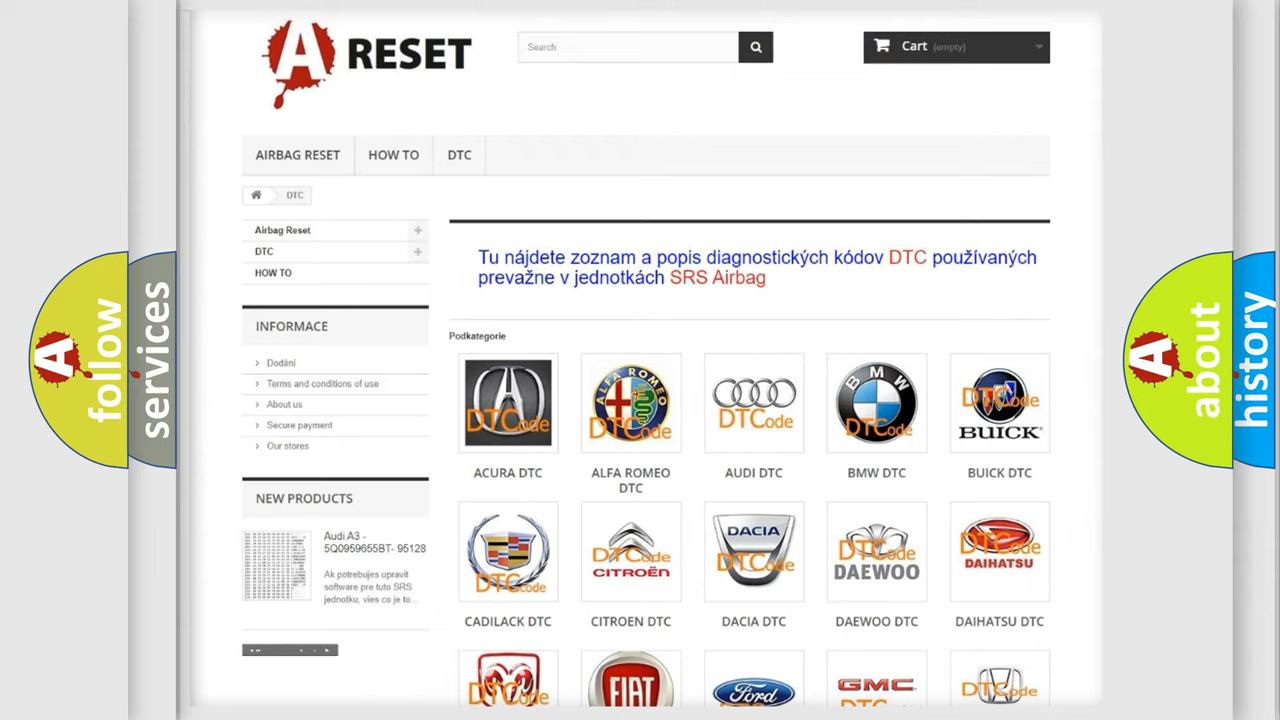 A RESET
Search
Cart (empty)
AIRBAG RESET
HOW TO
DTC
DTC
Airbag Reset
DTC
HOW TO
Tu nájdete zoznam a popis diagnostických kódov DTC používaných
prevažne v jednotkách SRS Airbag
INFORMACE
Dodání
Terms and conditions of use
About us
Secure payment
Our stores
NEW PRODUCTS
Audi A3 -
5Q0959655BT- 95128
Ak potrebujes upravit
software pre tuto SRS
jednotku, vies co je to...
Podkategorie
DTCode
ALFA ROMEO
DTCode
DTCode
BMW
DTCode
DTCode
BUICK
ACURA DTC
ALFA ROMEO
DTC
AUDI DTC
BMW DTC
BUICK DTC
DTCode
DTCode
CITROËN
DACIA
DTCode
DTCode
DAEWOO
DTCode
DAIHATSU
CADILACK DTC
CITROEN DTC
DACIA DTC
DAEWOO DTC
DAIHATSU DTC
DTCode
FIAT
Ford
GMC
DTCode
A follow
services
A about
history